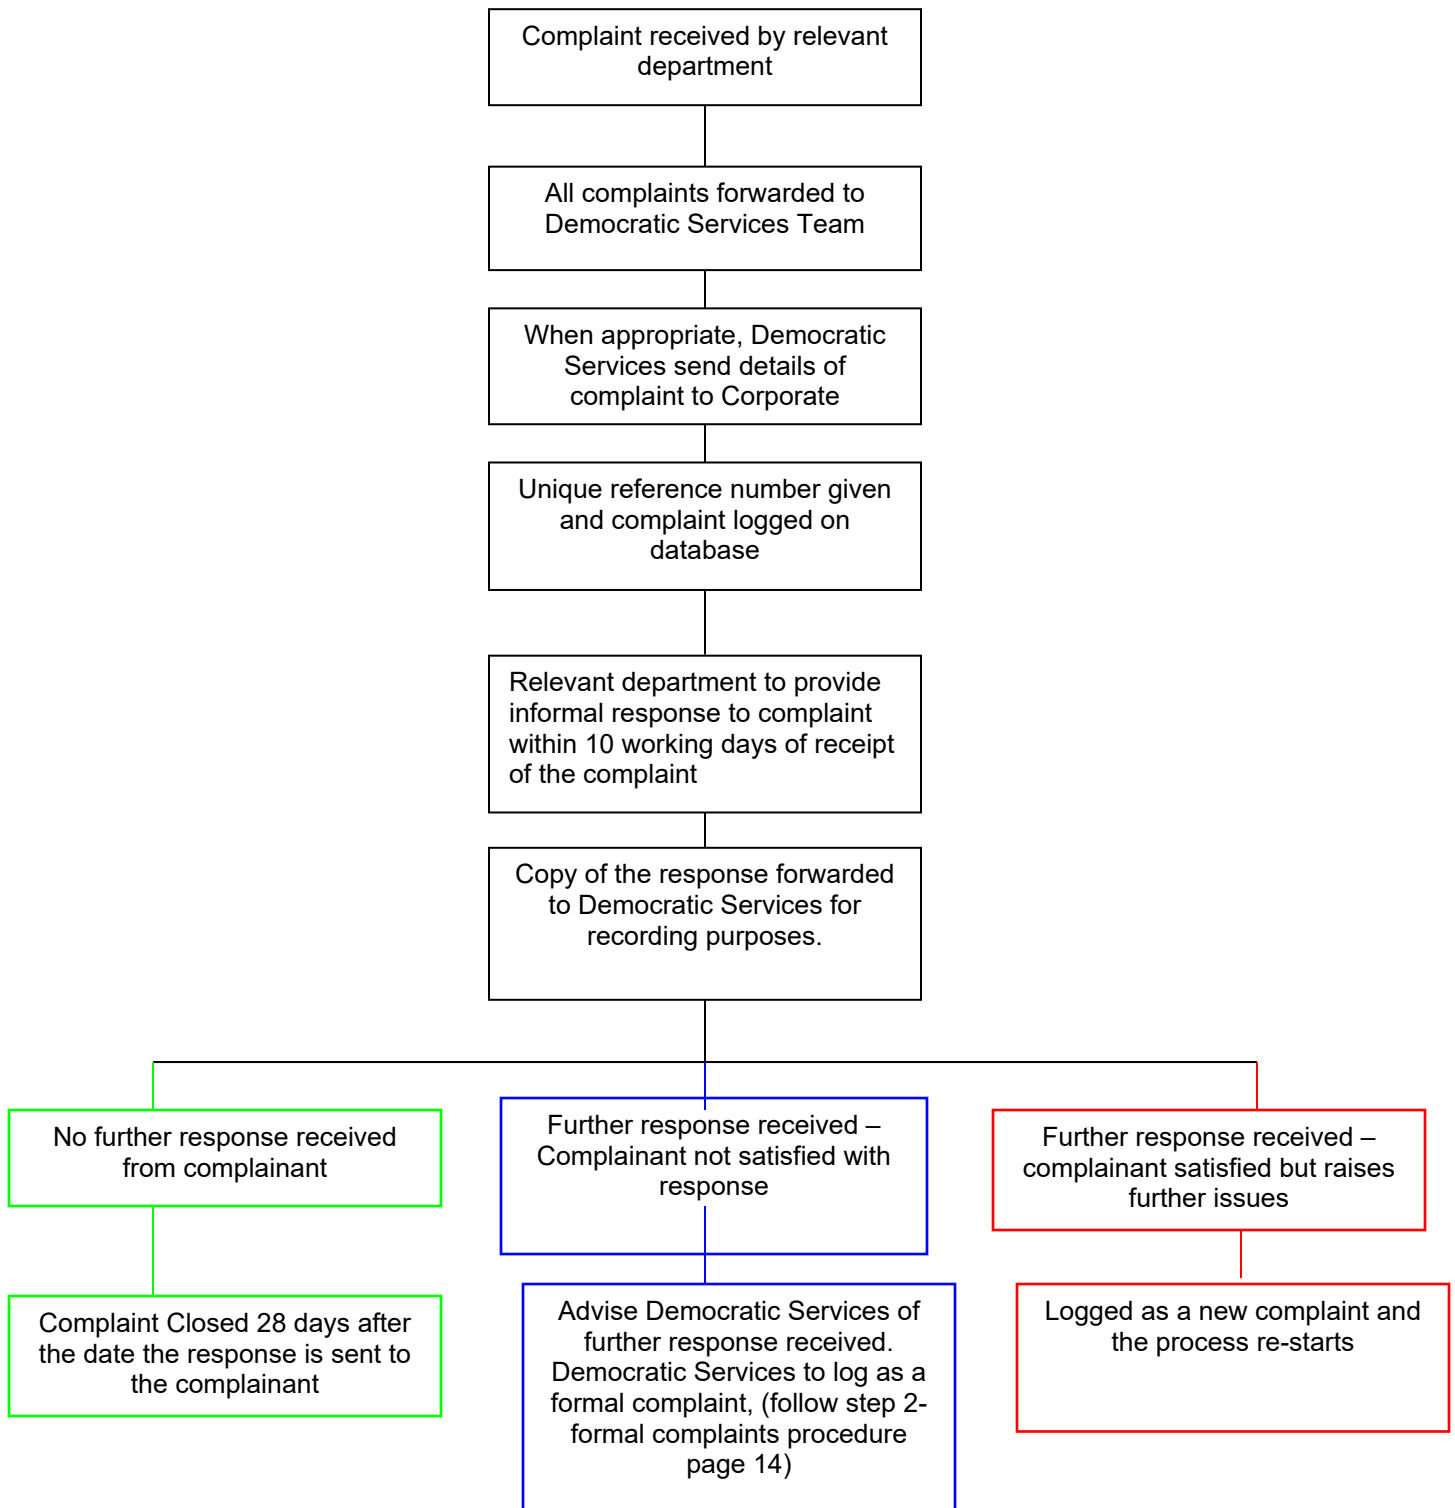 Complaint received by relevant
department
All complaints forwarded to
Democratic Services Team
When appropriate, Democratic
Services send details of
complaint to Corporate
Unique reference number given
and complaint logged on
database
Relevant department to provide
informal response to complaint
within 10 working days of receipt
of the complaint
Copy of the response forwarded
to Democratic Services for
recording purposes.
No further response received
from complainant
Further response received –
Complainant not satisfied with
response
Further response received –
complainant satisfied but raises
further issues
Complaint Closed 28 days after
the date the response is sent to
the complainant
Advise Democratic Services of
further response received.
Democratic Services to log as a
formal complaint, (follow step 2-
formal complaints procedure
page 14)
Logged as a new complaint and
the process re-starts